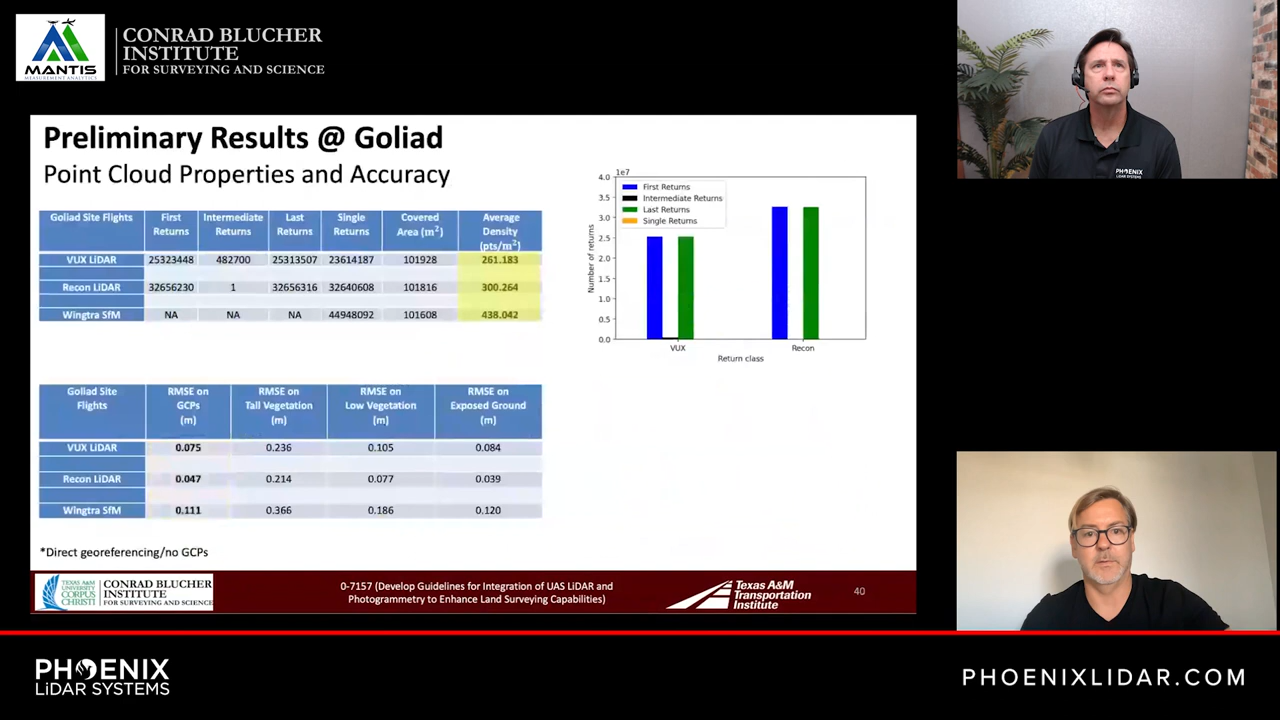 MANTIS
MEASUREMENT ANALYTICS
CONRAD BLUCHER
INSTITUTE
FOR SURVEYING AND SCIENCE
PHOENIX
LIDAR SYSTEMS
Preliminary Results @ Goliad
Point Cloud Properties and Accuracy
Goliad Site Flights First Returns Intermediate Returns Last Returns Single Returns Covered Area (m²) Average Density (pts/m²)
VUX LiDAR 25323448 482700 25313507 23614187 101928 261.183
Recon LiDAR 32656230 1 32656316 32640608 101816 300.264
Wingtra SfM NA NA NA 44948092 101608 438.042
1e7
4.0
3.5
3.0
2.5
2.0
1.5
1.0
0.5
0.0
Number of returns
First Returns
Intermediate Returns
Last Returns
Single Returns
VUX Recon
Return class
Goliad Site Flights RMSE on GCPs (m) RMSE on Tall Vegetation (m) RMSE on Low Vegetation (m) RMSE on Exposed Ground (m)
VUX LiDAR 0.075 0.236 0.105 0.084
Recon LiDAR 0.047 0.214 0.077 0.039
Wingtra SfM 0.111 0.366 0.186 0.120
*Direct georeferencing/no GCPs
TEXAS A&M
UNIVERSITY
CORPUS
CHRISTI
CONRAD BLUCHER
INSTITUTE
FOR SURVEYING AND SCIENCE
0-7157 (Develop Guidelines for Integration of UAS LiDAR and
Photogrammetry to Enhance Land Surveying Capabilities)
Texas A&M
Transportation
Institute
40
PHOENIX
LiDAR SYSTEMS
PHOENIXLIDAR.COM